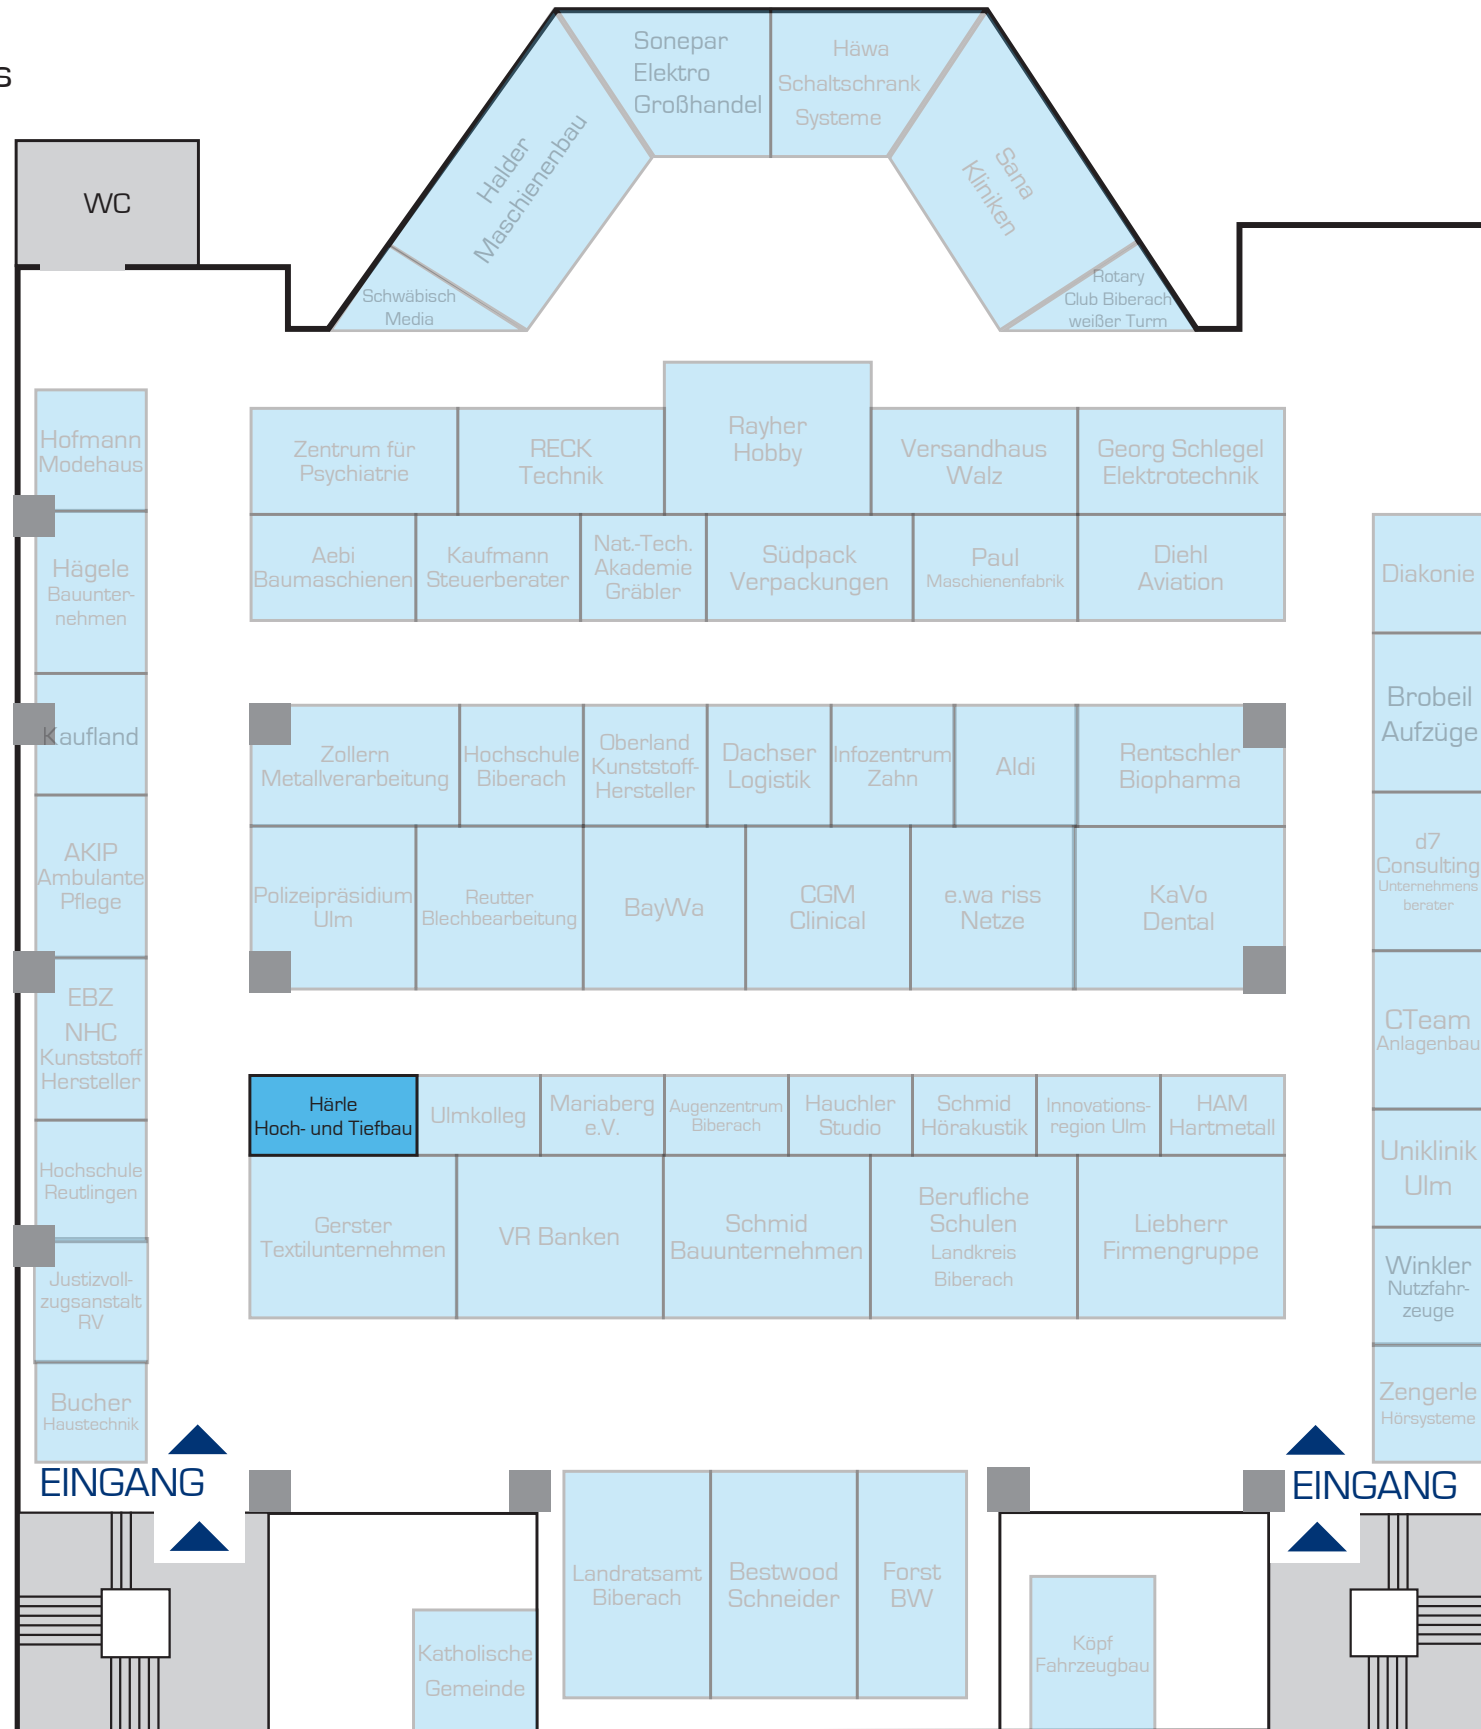 s
WC
Sonepar
Elektro
Großhandel
Häwa
Schaltschrank
Systeme
Halder
Maschienenbau
Sana
Kliniken
Schwäbisch
Media
Rotary
Club Biberach
weißer Turm
Hofmann
Modehaus
Hägele
Bauunter-
nehmen
Kaufland
AKIP
Ambulante
Pflege
EBZ
NHC
Kunststoff
Hersteller
Hochschule
Reutlingen
Justizvoll-
zugsanstalt
RV
Bucher
Haustechnik
Zentrum für
Psychiatrie
RECK
Technik
Rayher
Hobby
Versandhaus
Walz
Georg Schlegel
Elektrotechnik
Aebi
Baumaschienen
Kaufmann
Steuerberater
Nat.-Tech.
Akademie
Gräbler
Südpack
Verpackungen
Paul
Maschienenfabrik
Diehl
Aviation
Zollern
Metallverarbeitung
Hochschule
Biberach
Oberland
Kunststoff-
Hersteller
Dachser
Logistik
Infozentrum
Zahn
Aldi
Rentschler
Biopharma
Polizeipräsidium
Ulm
Reutter
Blechbearbeitung
BayWa
CGM
Clinical
e.wa riss
Netze
KaVo
Dental
Härle
Hoch- und Tiefbau
Ulmkolleg
Mariaberg
e.V.
Augenzentrum
Biberach
Hauchler
Studio
Schmid
Hörakustik
Innovations-
region Ulm
HAM
Hartmetall
Gerster
Textilunternehmen
VR Banken
Schmid
Bauunternehmen
Berufliche
Schulen
Landkreis
Biberach
Liebherr
Firmengruppe
Diakonie
Brobeil
Aufzüge
d7
Consulting
Unternehmens
berater
CTeam
Anlagenbau
Uniklinik
Ulm
Winkler
Nutzfahr-
zeuge
Zengerle
Hörsysteme
EINGANG
EINGANG
Landratsamt
Biberach
Bestwood
Schneider
Forst
BW
Katholische
Gemeinde
Köpf
Fahrzeugbau